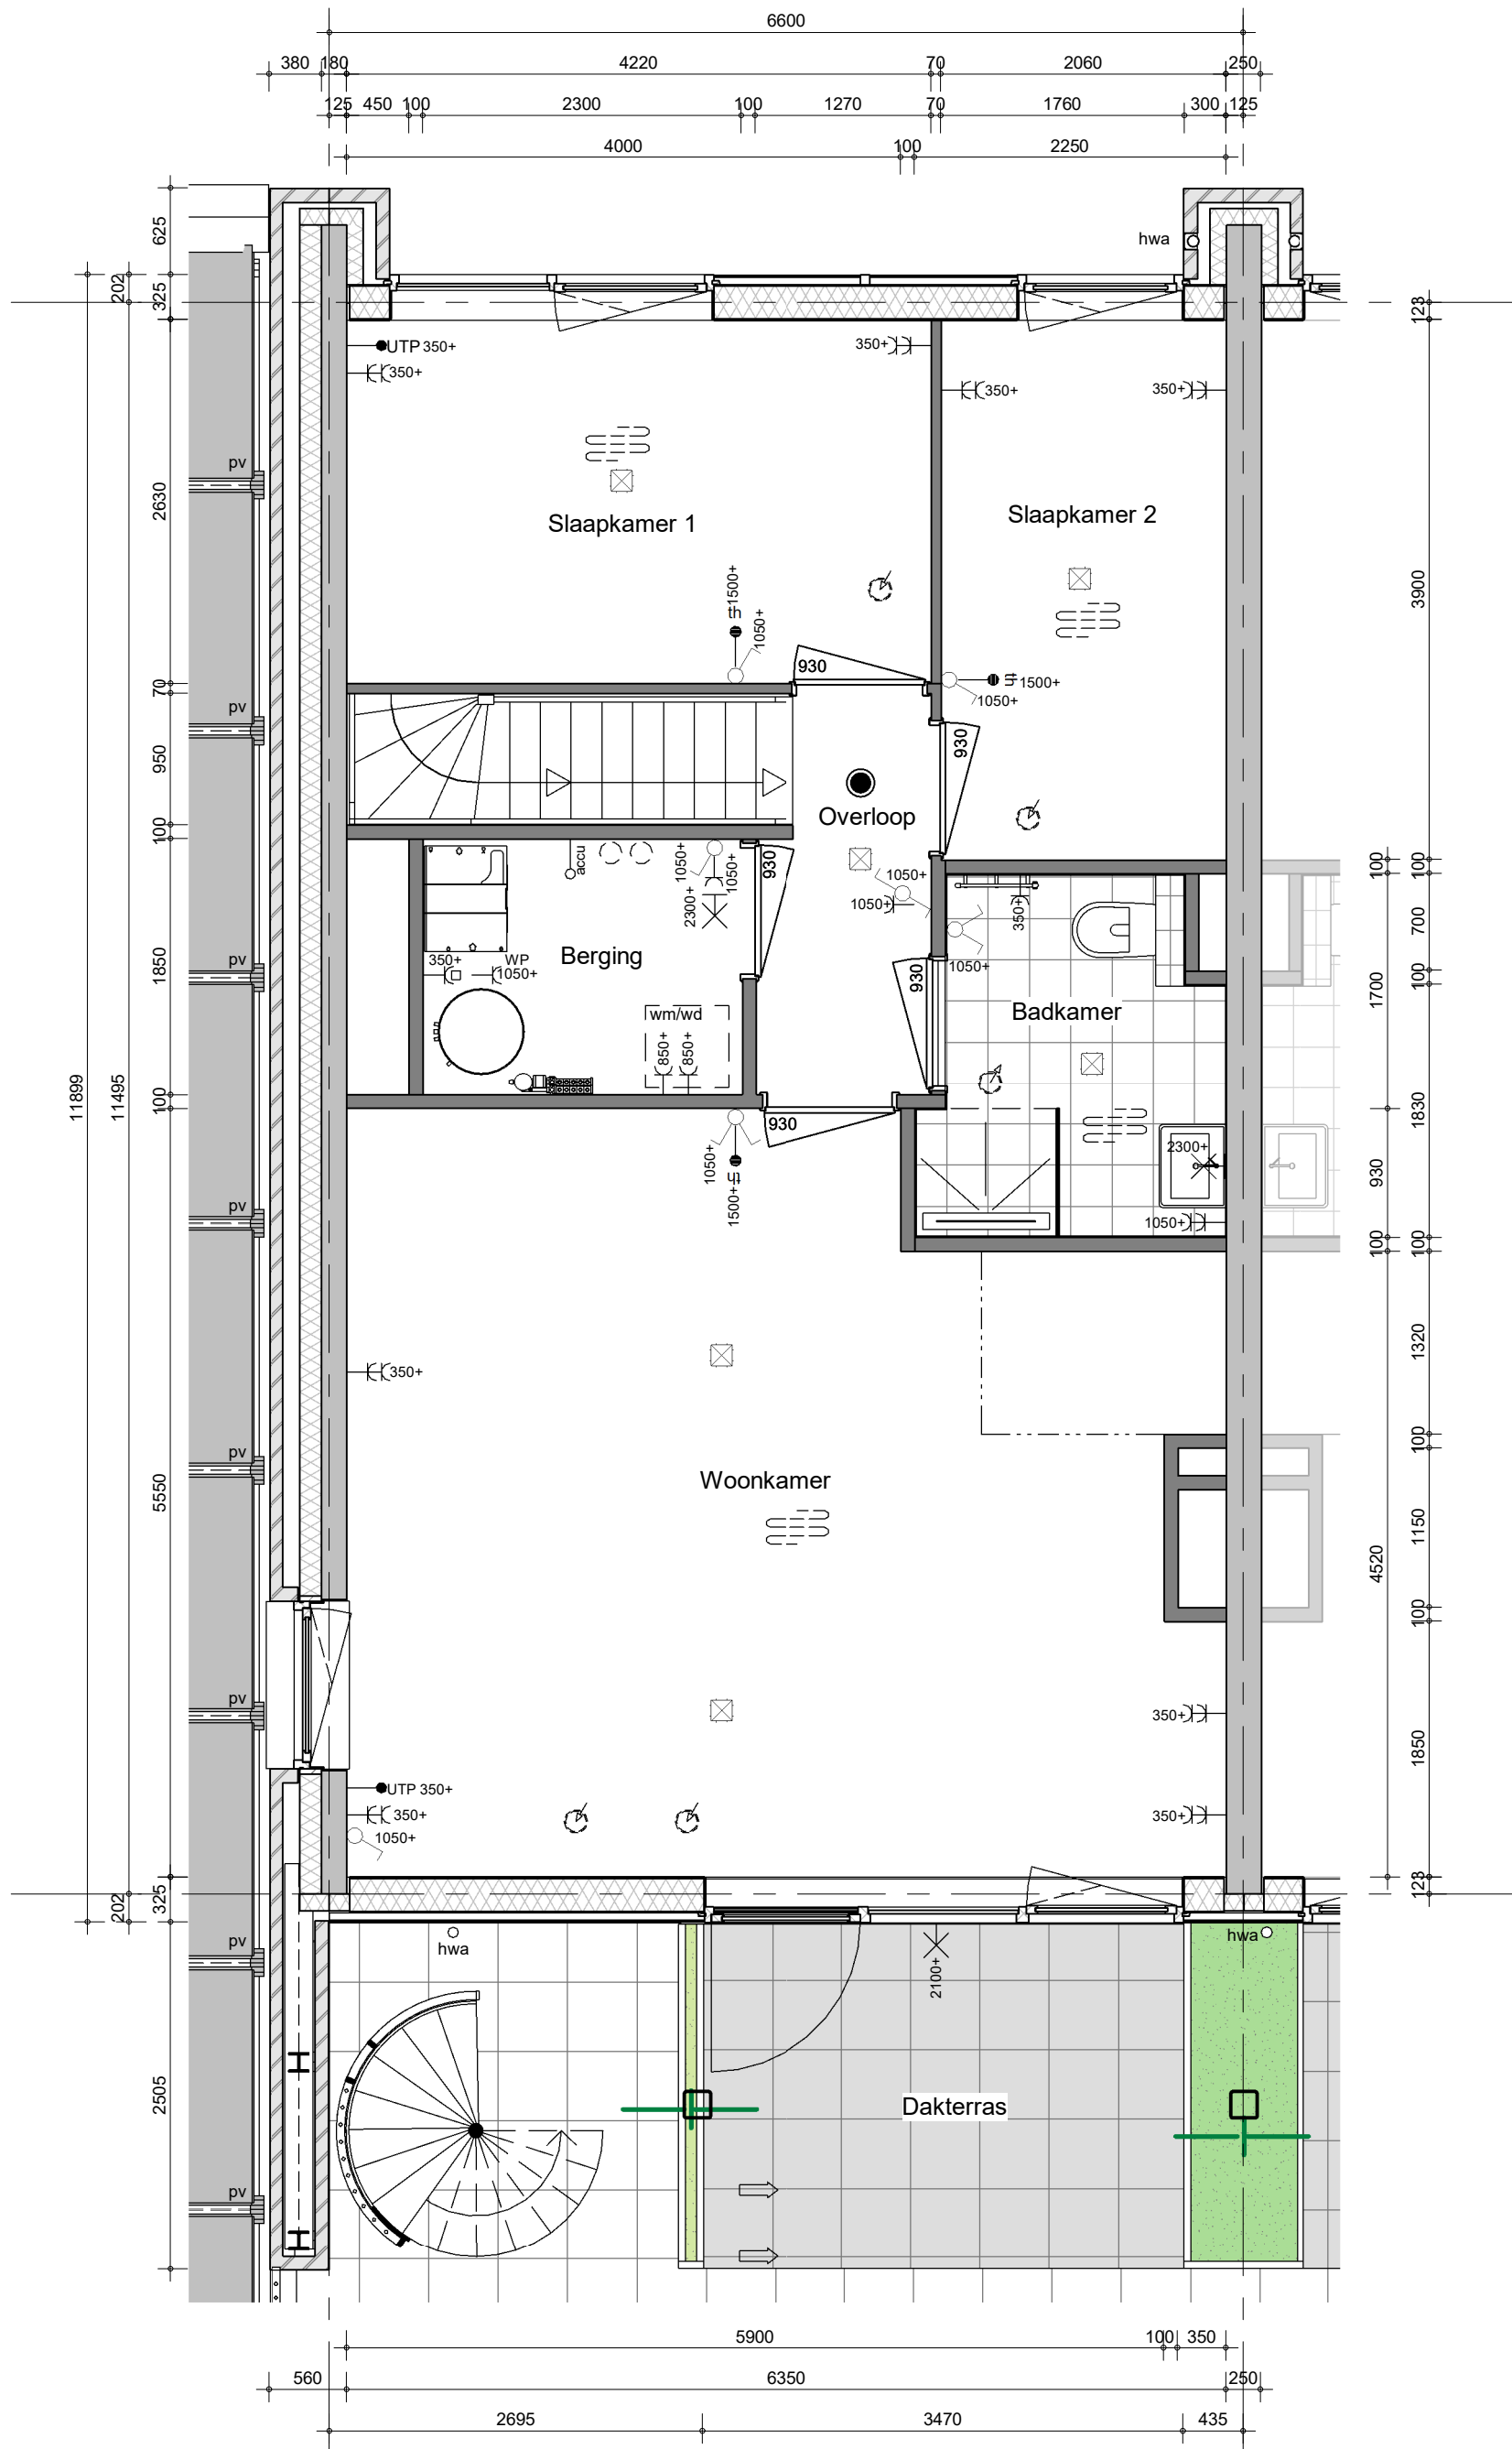 6600
380 180 4220 70 2060 250
125 450 100 2300 100 1270 70 1760 300 125
4000 100 2250
625
hwa
202
325
123
UTP 350+
350+
350+
350+
350+
pv
2630
Slaapkamer 1
Slaapkamer 2
3900
th 1500+
1050+
930
th 1500+
1050+
70
pv
930
950
Overloop
100
accu
1050+
1050+
930
2300+
1050+
1050+
350+
100
100
700
Berging
350+
WP
1050+
1050+
pv
1850
930
100
1700
Badkamer
wm/wd
850+
850+
11899
11495
100
930
1050+
th
1500+
2300+
1830
930
pv
1050+
100
100
350+
1320
pv
100
Woonkamer
5550
1150
4520
100
pv
350+
1850
UTP 350+
350+
350+
1050+
202
325
123
hwa
hwa
pv
2100+
2505
Dakterras
pv
5900 100 350
560 6350 250
2695 3470 435